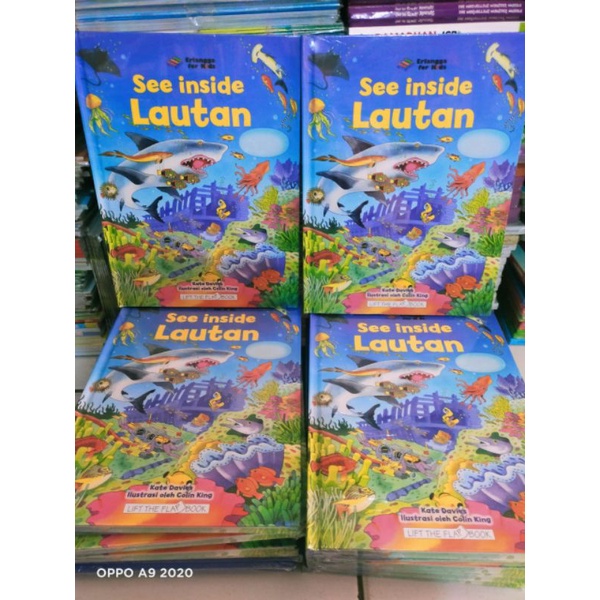 Erlangga
for Kids
See inside
Lautan
Kate Davies
Ilustrasi oleh Colin King
LIFT THE FLAP BOOK
Erlangga
for Kids
See inside
Lautan
Kate Davies
Ilustrasi oleh Colin King
LIFT THE FLAP BOOK
See inside
Lautan
Kate Davies
Ilustrasi oleh Colin King
LIFT THE FLAP BOOK
See inside
Lautan
Kate Davies
Ilustrasi oleh Colin King
LIFT THE FLAP BOOK
OPPO A9 2020